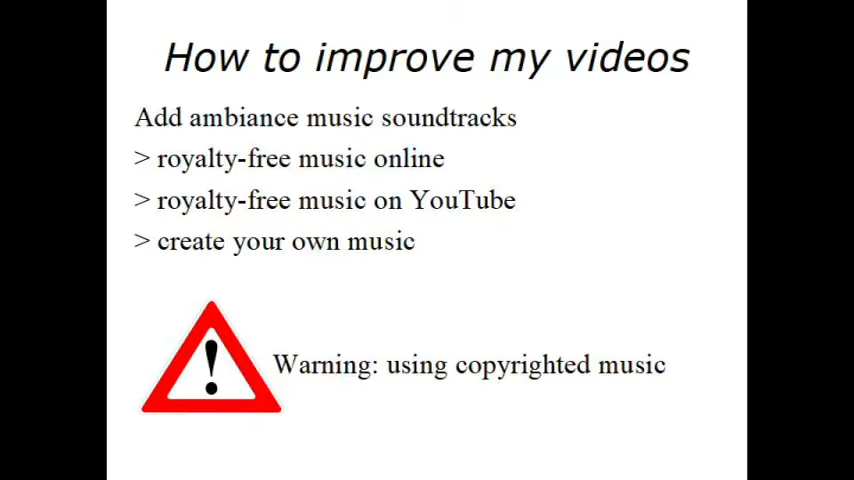 How to improve my videos
Add ambiance music soundtracks
> royalty-free music online
> royalty-free music on YouTube
> create your own music
Warning: using copyrighted music